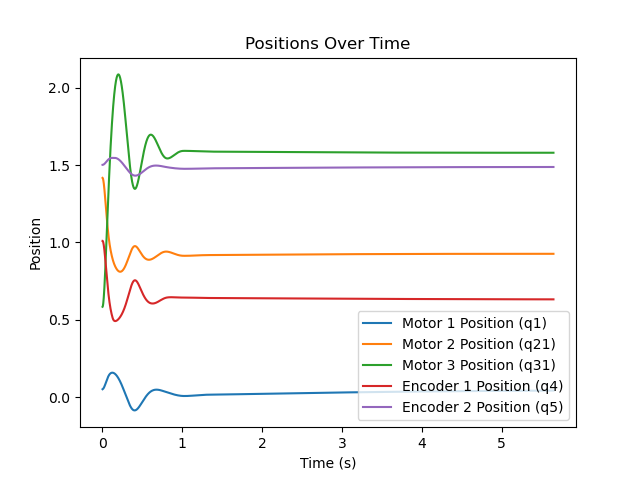 Positions Over Time
Position
2.0
1.5
1.0
0.5
0.0
Motor 1 Position (q1)
Motor 2 Position (q21)
Motor 3 Position (q31)
Encoder 1 Position (q4)
Encoder 2 Position (q5)
0 1 2 3 4 5
Time (s)